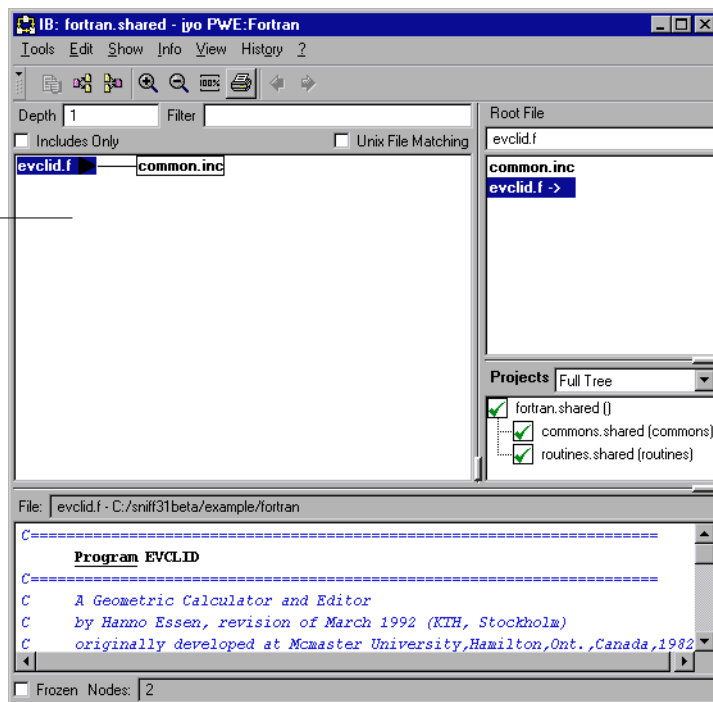 IB: fortran.shared - jyo PWE:Fortran
Tools Edit Show Info View History ?
100%
Depth 1 Filter
Includes Only Unix File Matching
evclid.f common.inc
Root File
evclid.f
common.inc
evclid.f ->
Projects Full Tree
fortran.shared ()
commons.shared (commons)
routines.shared (routines)
File: evclid.f - C:/sniff31beta/example/fortran
C======================================================================
Program EVCLID
C======================================================================
C A Geometric Calculator and Editor
C by Hanno Essen, revision of March 1992 (KTH, Stockholm)
C originally developed at Mcmaster University,Hamilton,Ont.,Canada,1982
Frozen Nodes: 2